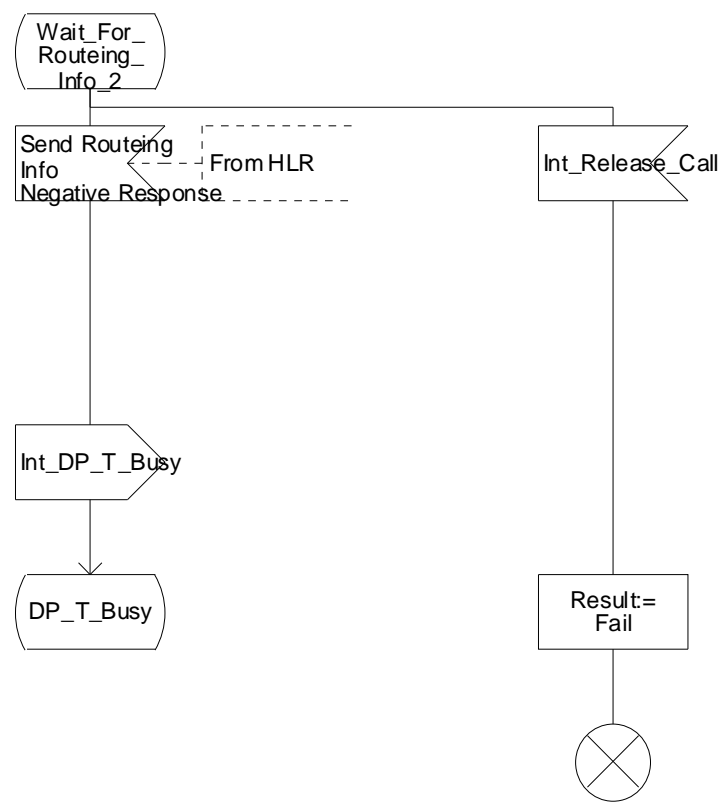 Wait_For_
Routeing_
Info_2
Send Routeing
Info
Negative Response
From HLR
Int_Release_Call
Int_DP_T_Busy
DP_T_Busy
Result:=
Fail